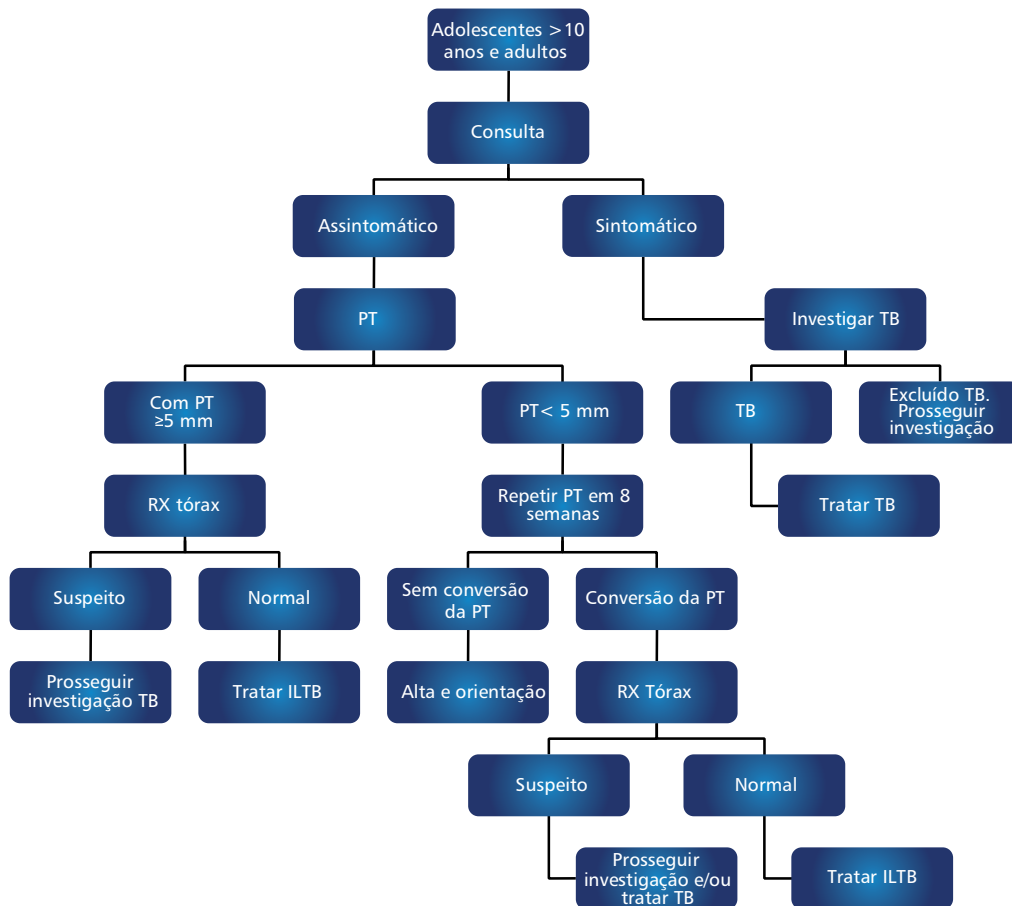 Adolescentes >10
anos e adultos
Consulta
Assintomático
Sintomático
PT
Investigar TB
Com PT
≥5 mm
PT< 5 mm
TB
Excluído TB.
Prosseguir
investigação
RX tórax
Repetir PT em 8
semanas
Tratar TB
Suspeito
Normal
Sem conversão
da PT
Conversão da PT
Prosseguir
investigação TB
Tratar ILTB
Alta e orientação
RX Tórax
Suspeito
Normal
Prosseguir
investigação e/ou
tratar TB
Tratar ILTB